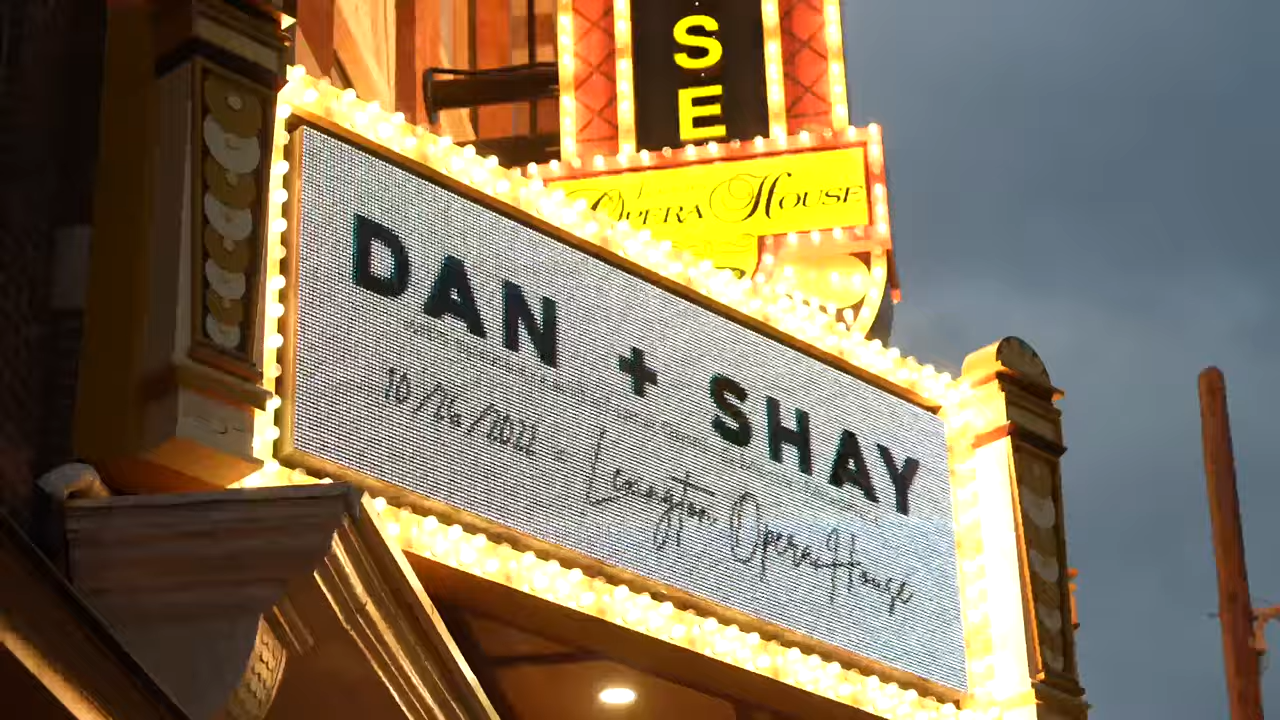 S
E
Opera House
DAN + SHAY
10/26/2022 - Lexington Opera House